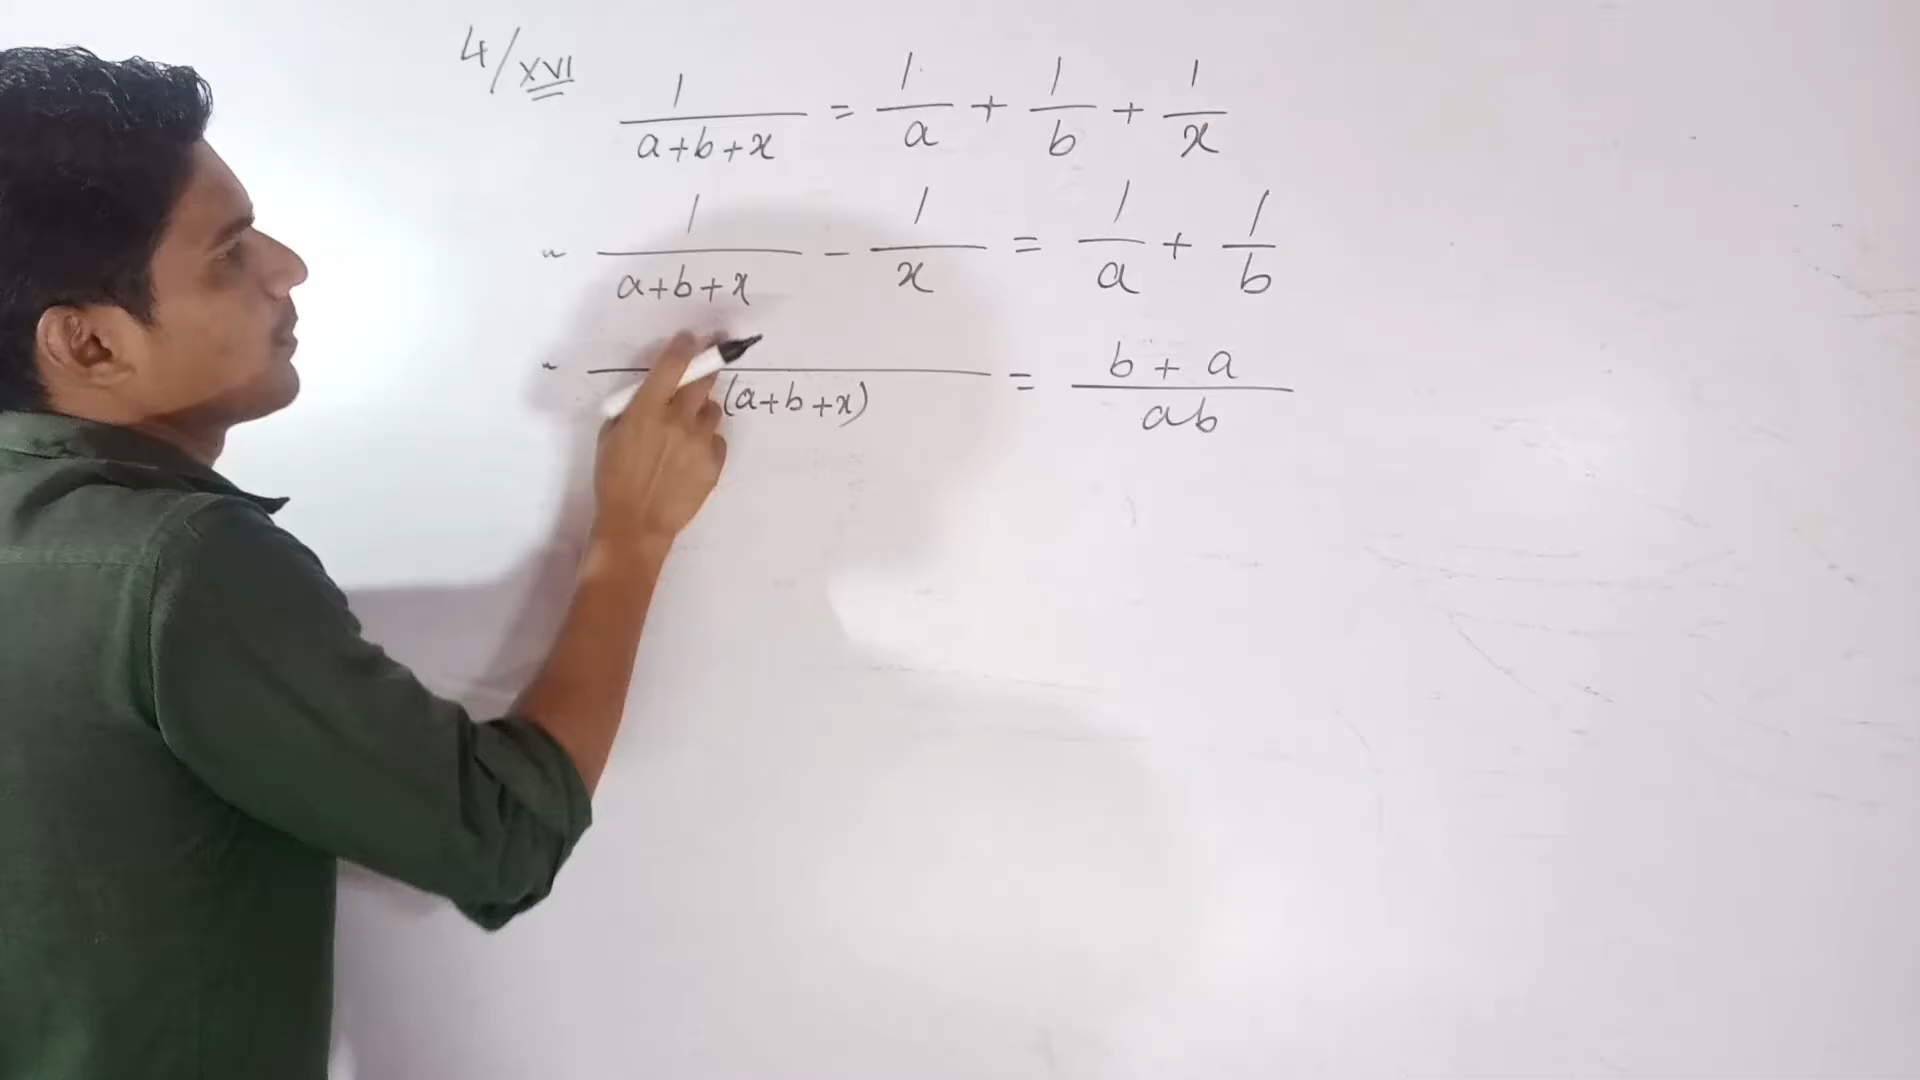 4/XVI
1/(a+b+x) = 1/a + 1/b + 1/x
~ 1/(a+b+x) - 1/x = 1/a + 1/b
~ /(a+b+x) = (b + a)/ab